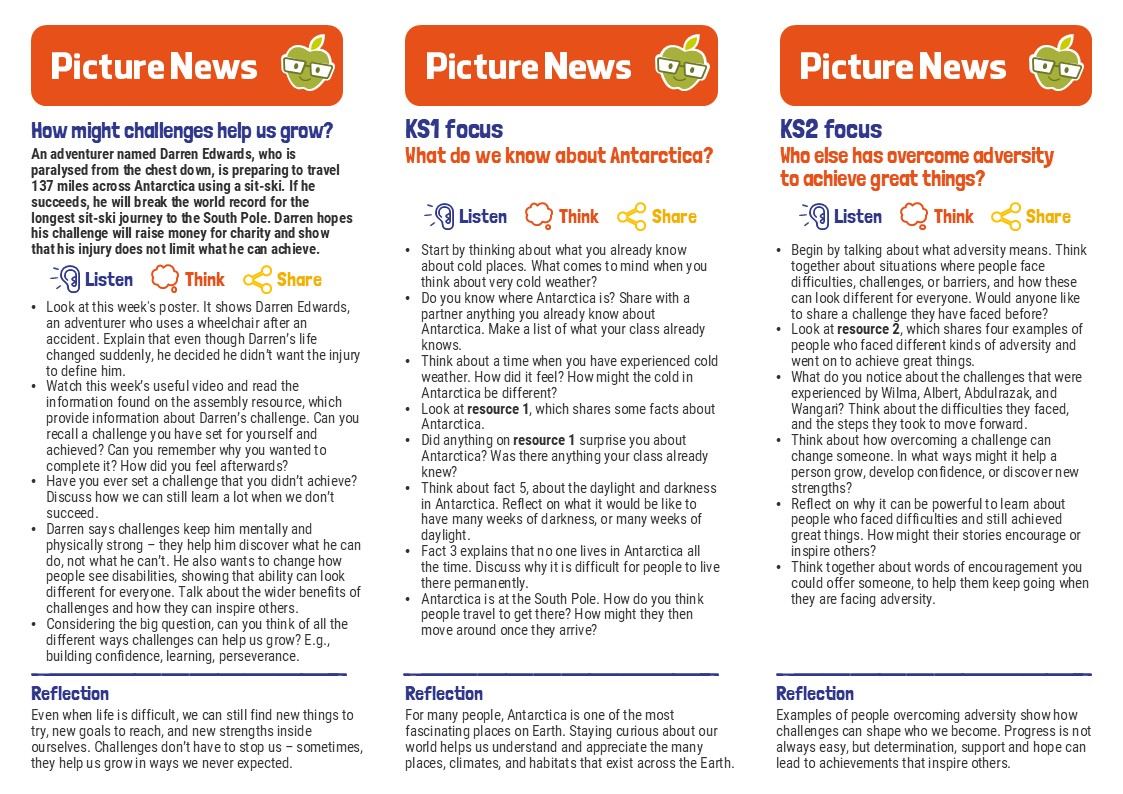 Picture News
How might challenges help us grow?
An adventurer named Darren Edwards, who is
paralysed from the chest down, is preparing to travel
137 miles across Antarctica using a sit-ski. If he
succeeds, he will break the world record for the
longest sit-ski journey to the South Pole. Darren hopes
his challenge will raise money for charity and show
that his injury does not limit what he can achieve.
Listen Think Share
• Look at this week's poster. It shows Darren Edwards,
an adventurer who uses a wheelchair after an
accident. Explain that even though Darren's life
changed suddenly, he decided he didn't want the injury
to define him.
• Watch this week's useful video and read the
information found on the assembly resource, which
provide information about Darren's challenge. Can you
recall a challenge you have set for yourself and
achieved? Can you remember why you wanted to
complete it? How did you feel afterwards?
• Have you ever set a challenge that you didn't achieve?
Discuss how we can still learn a lot when we don't
succeed.
• Darren says challenges keep him mentally and
physically strong – they help him discover what he can
do, not what he can't. He also wants to change how
people see disabilities, showing that ability can look
different for everyone. Talk about the wider benefits of
challenges and how they can inspire others.
• Considering the big question, can you think of all the
different ways challenges can help us grow? E.g.,
building confidence, learning, perseverance.
Reflection
Even when life is difficult, we can still find new things to
try, new goals to reach, and new strengths inside
ourselves. Challenges don't have to stop us – sometimes,
they help us grow in ways we never expected.
Picture News
KS1 focus
What do we know about Antarctica?
Listen Think Share
• Start by thinking about what you already know
about cold places. What comes to mind when you
think about very cold weather?
• Do you know where Antarctica is? Share with a
partner anything you already know about
Antarctica. Make a list of what your class already
knows.
• Think about a time when you have experienced cold
weather. How did it feel? How might the cold in
Antarctica be different?
• Look at resource 1, which shares some facts about
Antarctica.
• Did anything on resource 1 surprise you about
Antarctica? Was there anything your class already
knew?
• Think about fact 5, about the daylight and darkness
in Antarctica. Reflect on what it would be like to
have many weeks of darkness, or many weeks of
daylight.
• Fact 3 explains that no one lives in Antarctica all
the time. Discuss why it is difficult for people to live
there permanently.
• Antarctica is at the South Pole. How do you think
people travel to get there? How might they then
move around once they arrive?
Reflection
For many people, Antarctica is one of the most
fascinating places on Earth. Staying curious about our
world helps us understand and appreciate the many
places, climates, and habitats that exist across the Earth.
Picture News
KS2 focus
Who else has overcome adversity
to achieve great things?
Listen Think Share
• Begin by talking about what adversity means. Think
together about situations where people face
difficulties, challenges, or barriers, and how these
can look different for everyone. Would anyone like
to share a challenge they have faced before?
• Look at resource 2, which shares four examples of
people who faced different kinds of adversity and
went on to achieve great things.
• What do you notice about the challenges that were
experienced by Wilma, Albert, Abdulrazak, and
Wangari? Think about the difficulties they faced,
and the steps they took to move forward.
• Think about how overcoming a challenge can
change someone. In what ways might it help a
person grow, develop confidence, or discover new
strengths?
• Reflect on why it can be powerful to learn about
people who faced difficulties and still achieved
great things. How might their stories encourage or
inspire others?
• Think together about words of encouragement you
could offer someone, to help them keep going when
they are facing adversity.
Reflection
Examples of people overcoming adversity show how
challenges can shape who we become. Progress is not
always easy, but determination, support and hope can
lead to achievements that inspire others.